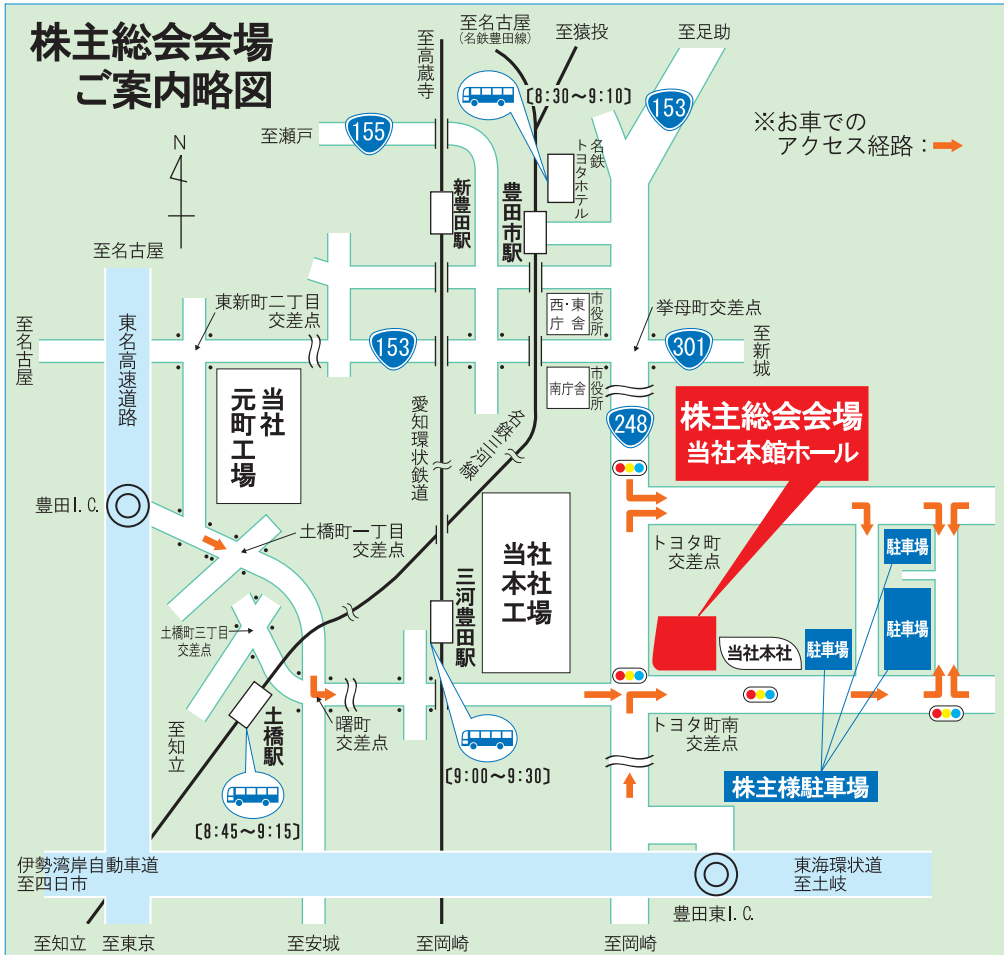 株主総会会場
ご案内略図
至高蔵寺
至名古屋
(名鉄豊田線)
至猿投
至足助
〔8:30〜9:10〕
153
※お車での
アクセス経路：
至瀬戸
155
N
名鉄
トヨタホテル
新豊田駅
豊田市駅
至名古屋
東新町二丁目
交差点
西・東
庁舎
市役所
挙母町交差点
至名古屋
東名高速道路
153
301
至新城
南庁舎
市役所
当社
元町工場
愛知環状鉄道
名鉄三河線
248
株主総会会場
当社本館ホール
豊田I.C.
土橋町一丁目
交差点
当社
本社
工場
トヨタ町
交差点
駐車場
三河豊田駅
土橋町三丁目
交差点
当社本社
駐車場
駐車場
至知立
土橋駅
曙町
交差点
トヨタ町南
交差点
〔9:00〜9:30〕
株主様駐車場
〔8:45〜9:15〕
伊勢湾岸自動車道
至四日市
東海環状道
至土岐
豊田東I.C.
至知立
至東京
至安城
至岡崎
至岡崎